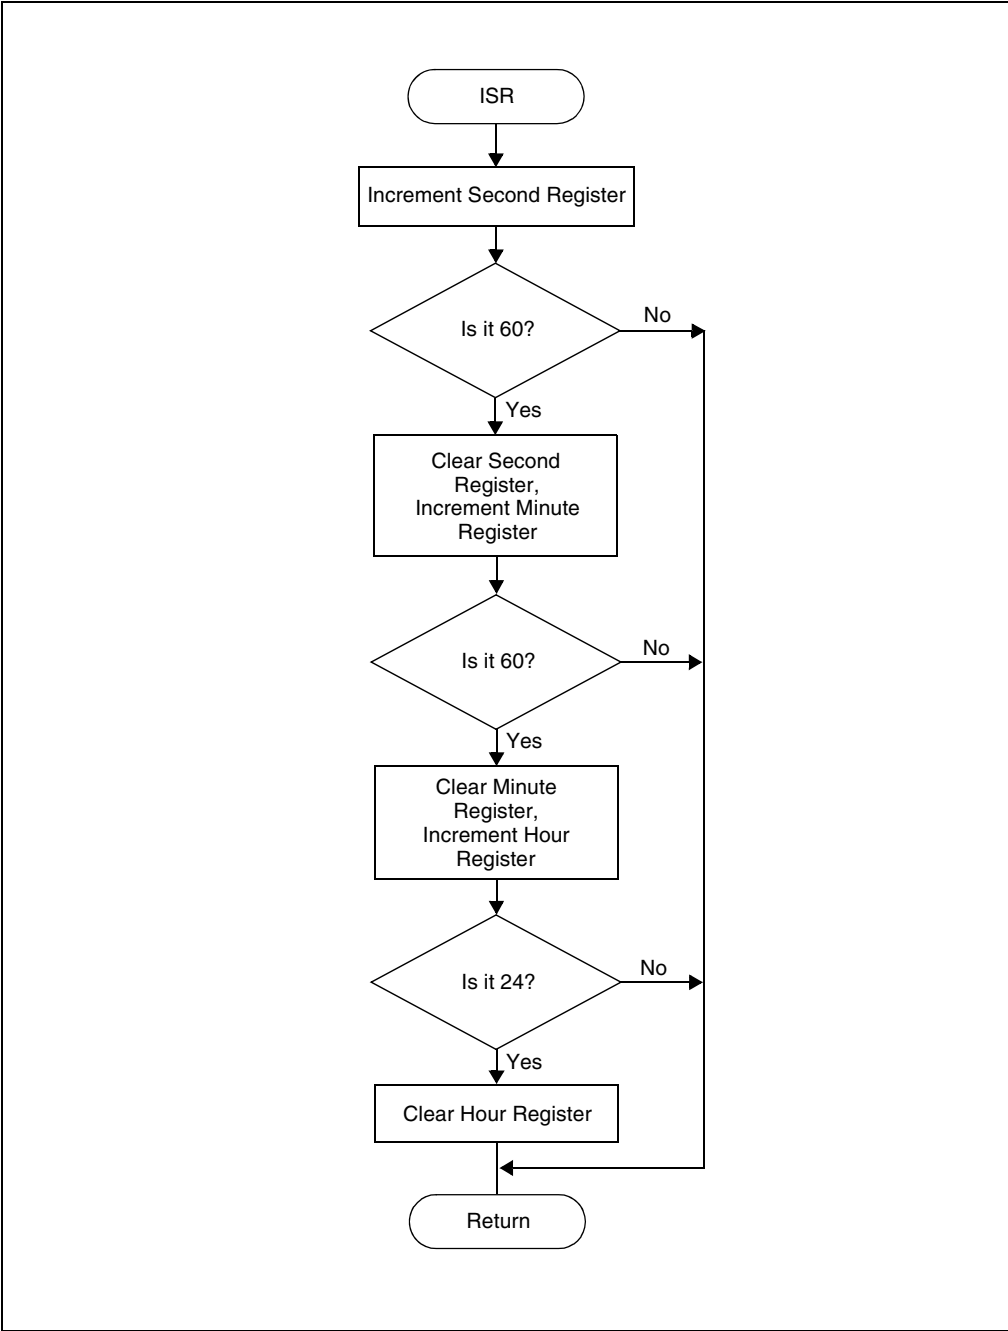 ISR
Increment Second Register
Is it 60?
No
Yes
Clear Second
Register,
Increment Minute
Register
Is it 60?
No
Yes
Clear Minute
Register,
Increment Hour
Register
Is it 24?
No
Yes
Clear Hour Register
Return